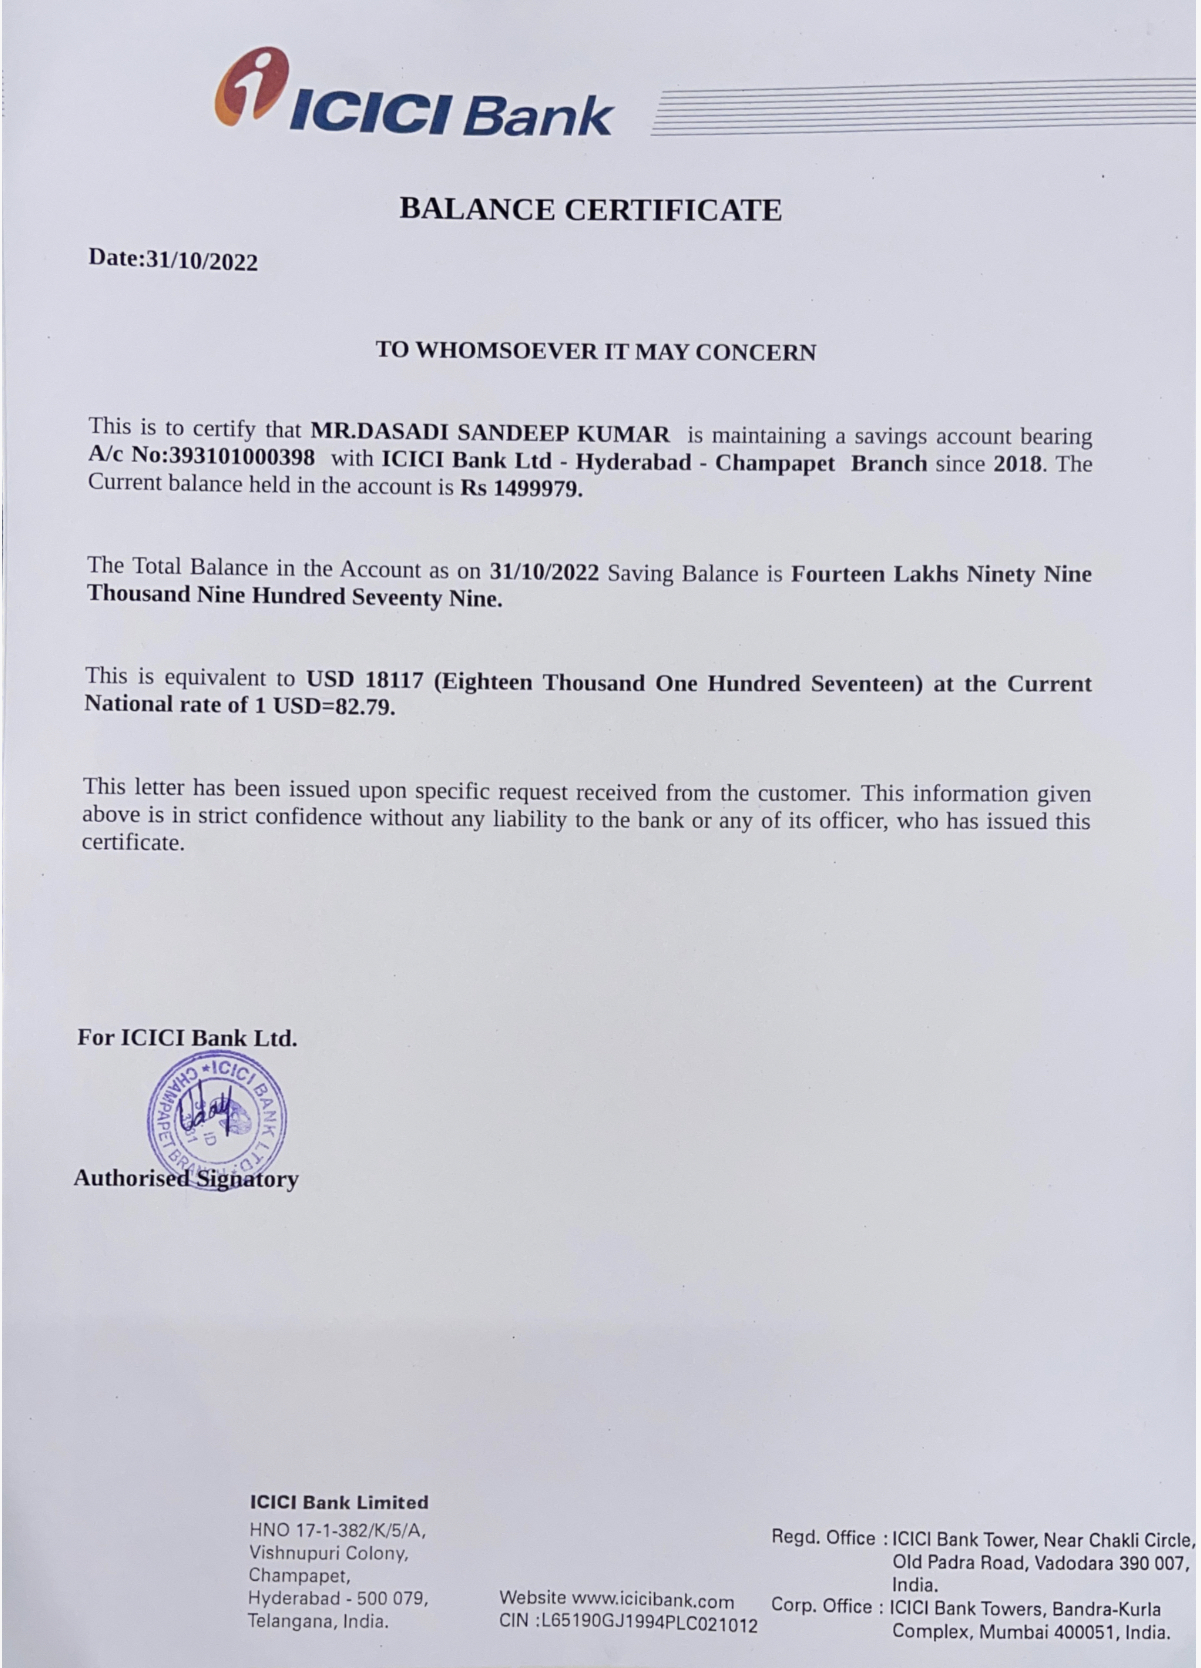 ICICI Bank
BALANCE CERTIFICATE
Date:31/10/2022
TO WHOMSOEVER IT MAY CONCERN
This is to certify that MR.DASADI SANDEEP KUMAR is maintaining a savings account bearing
A/c No:393101000398 with ICICI Bank Ltd - Hyderabad - Champapet Branch since 2018. The
Current balance held in the account is Rs 1499979.
The Total Balance in the Account as on 31/10/2022 Saving Balance is Fourteen Lakhs Ninety Nine
Thousand Nine Hundred Seveenty Nine.
This is equivalent to USD 18117 (Eighteen Thousand One Hundred Seventeen) at the Current
National rate of 1 USD=82.79.
This letter has been issued upon specific request received from the customer. This information given
above is in strict confidence without any liability to the bank or any of its officer, who has issued this
certificate.
For ICICI Bank Ltd.
ICICI BANK LTD. * CHAMPAPET BRANCH *
ID
Authorised Signatory
ICICI Bank Limited
HNO 17-1-382/K/5/A,
Vishnupuri Colony,
Champapet,
Hyderabad - 500 079,
Telangana, India.
Website www.icicibank.com
CIN :L65190GJ1994PLC021012
Regd. Office : ICICI Bank Tower, Near Chakli Circle,
Old Padra Road, Vadodara 390 007,
India.
Corp. Office : ICICI Bank Towers, Bandra-Kurla
Complex, Mumbai 400051, India.